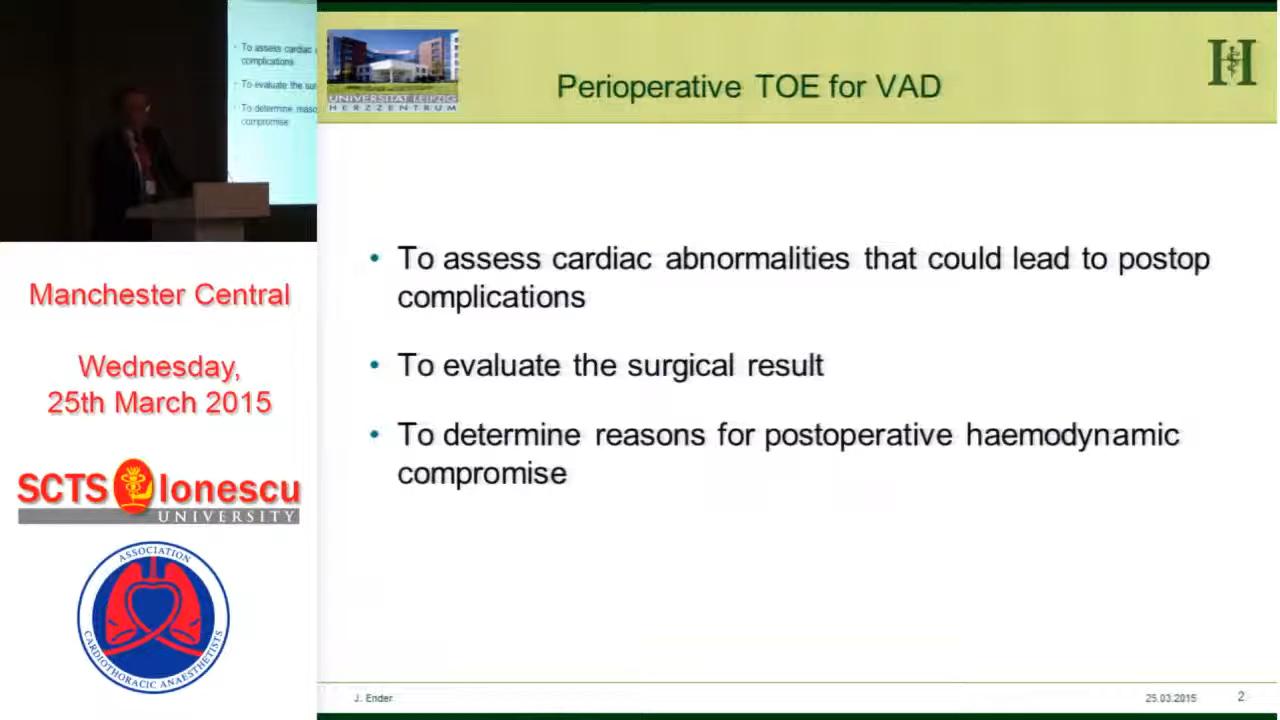 • To assess cardiac
complications
• To evaluate the sur
• To determine reaso
compromise
UNIVERSITÄT LEIPZIG
HERZZENTRUM
Perioperative TOE for VAD
H
• To assess cardiac abnormalities that could lead to postop
complications
• To evaluate the surgical result
• To determine reasons for postoperative haemodynamic
compromise
J. Ender
25.03.2015
2
Manchester Central
Wednesday,
25th March 2015
SCTS Ionescu
UNIVERSITY
ASSOCIATION
CARDIOTHORACIC ANAESTHETISTS